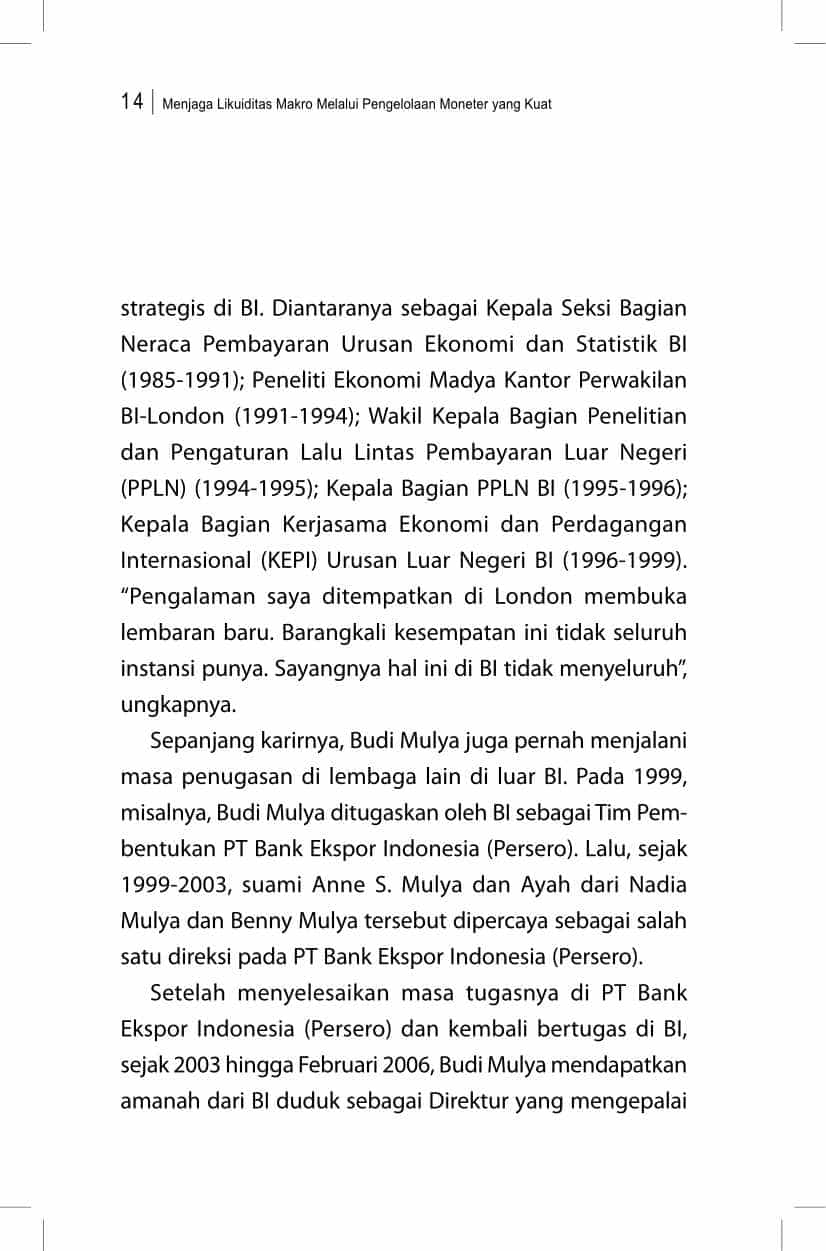 14 Menjaga Likuiditas Makro Melalui Pengelolaan Moneter yang Kuat
strategis di BI. Diantaranya sebagai Kepala Seksi Bagian
Neraca Pembayaran Urusan Ekonomi dan Statistik BI
(1985-1991); Peneliti Ekonomi Madya Kantor Perwakilan
BI-London (1991-1994); Wakil Kepala Bagian Penelitian
dan Pengaturan Lalu Lintas Pembayaran Luar Negeri
(PPLN) (1994-1995); Kepala Bagian PPLN BI (1995-1996);
Kepala Bagian Kerjasama Ekonomi dan Perdagangan
Internasional (KEPI) Urusan Luar Negeri BI (1996-1999).
“Pengalaman saya ditempatkan di London membuka
lembaran baru. Barangkali kesempatan ini tidak seluruh
instansi punya. Sayangnya hal ini di BI tidak menyeluruh”,
ungkapnya.
Sepanjang karirnya, Budi Mulya juga pernah menjalani
masa penugasan di lembaga lain di luar BI. Pada 1999,
misalnya, Budi Mulya ditugaskan oleh BI sebagai Tim Pem-
bentukan PT Bank Ekspor Indonesia (Persero). Lalu, sejak
1999-2003, suami Anne S. Mulya dan Ayah dari Nadia
Mulya dan Benny Mulya tersebut dipercaya sebagai salah
satu direksi pada PT Bank Ekspor Indonesia (Persero).
Setelah menyelesaikan masa tugasnya di PT Bank
Ekspor Indonesia (Persero) dan kembali bertugas di BI,
sejak 2003 hingga Februari 2006, Budi Mulya mendapatkan
amanah dari BI duduk sebagai Direktur yang mengepalai